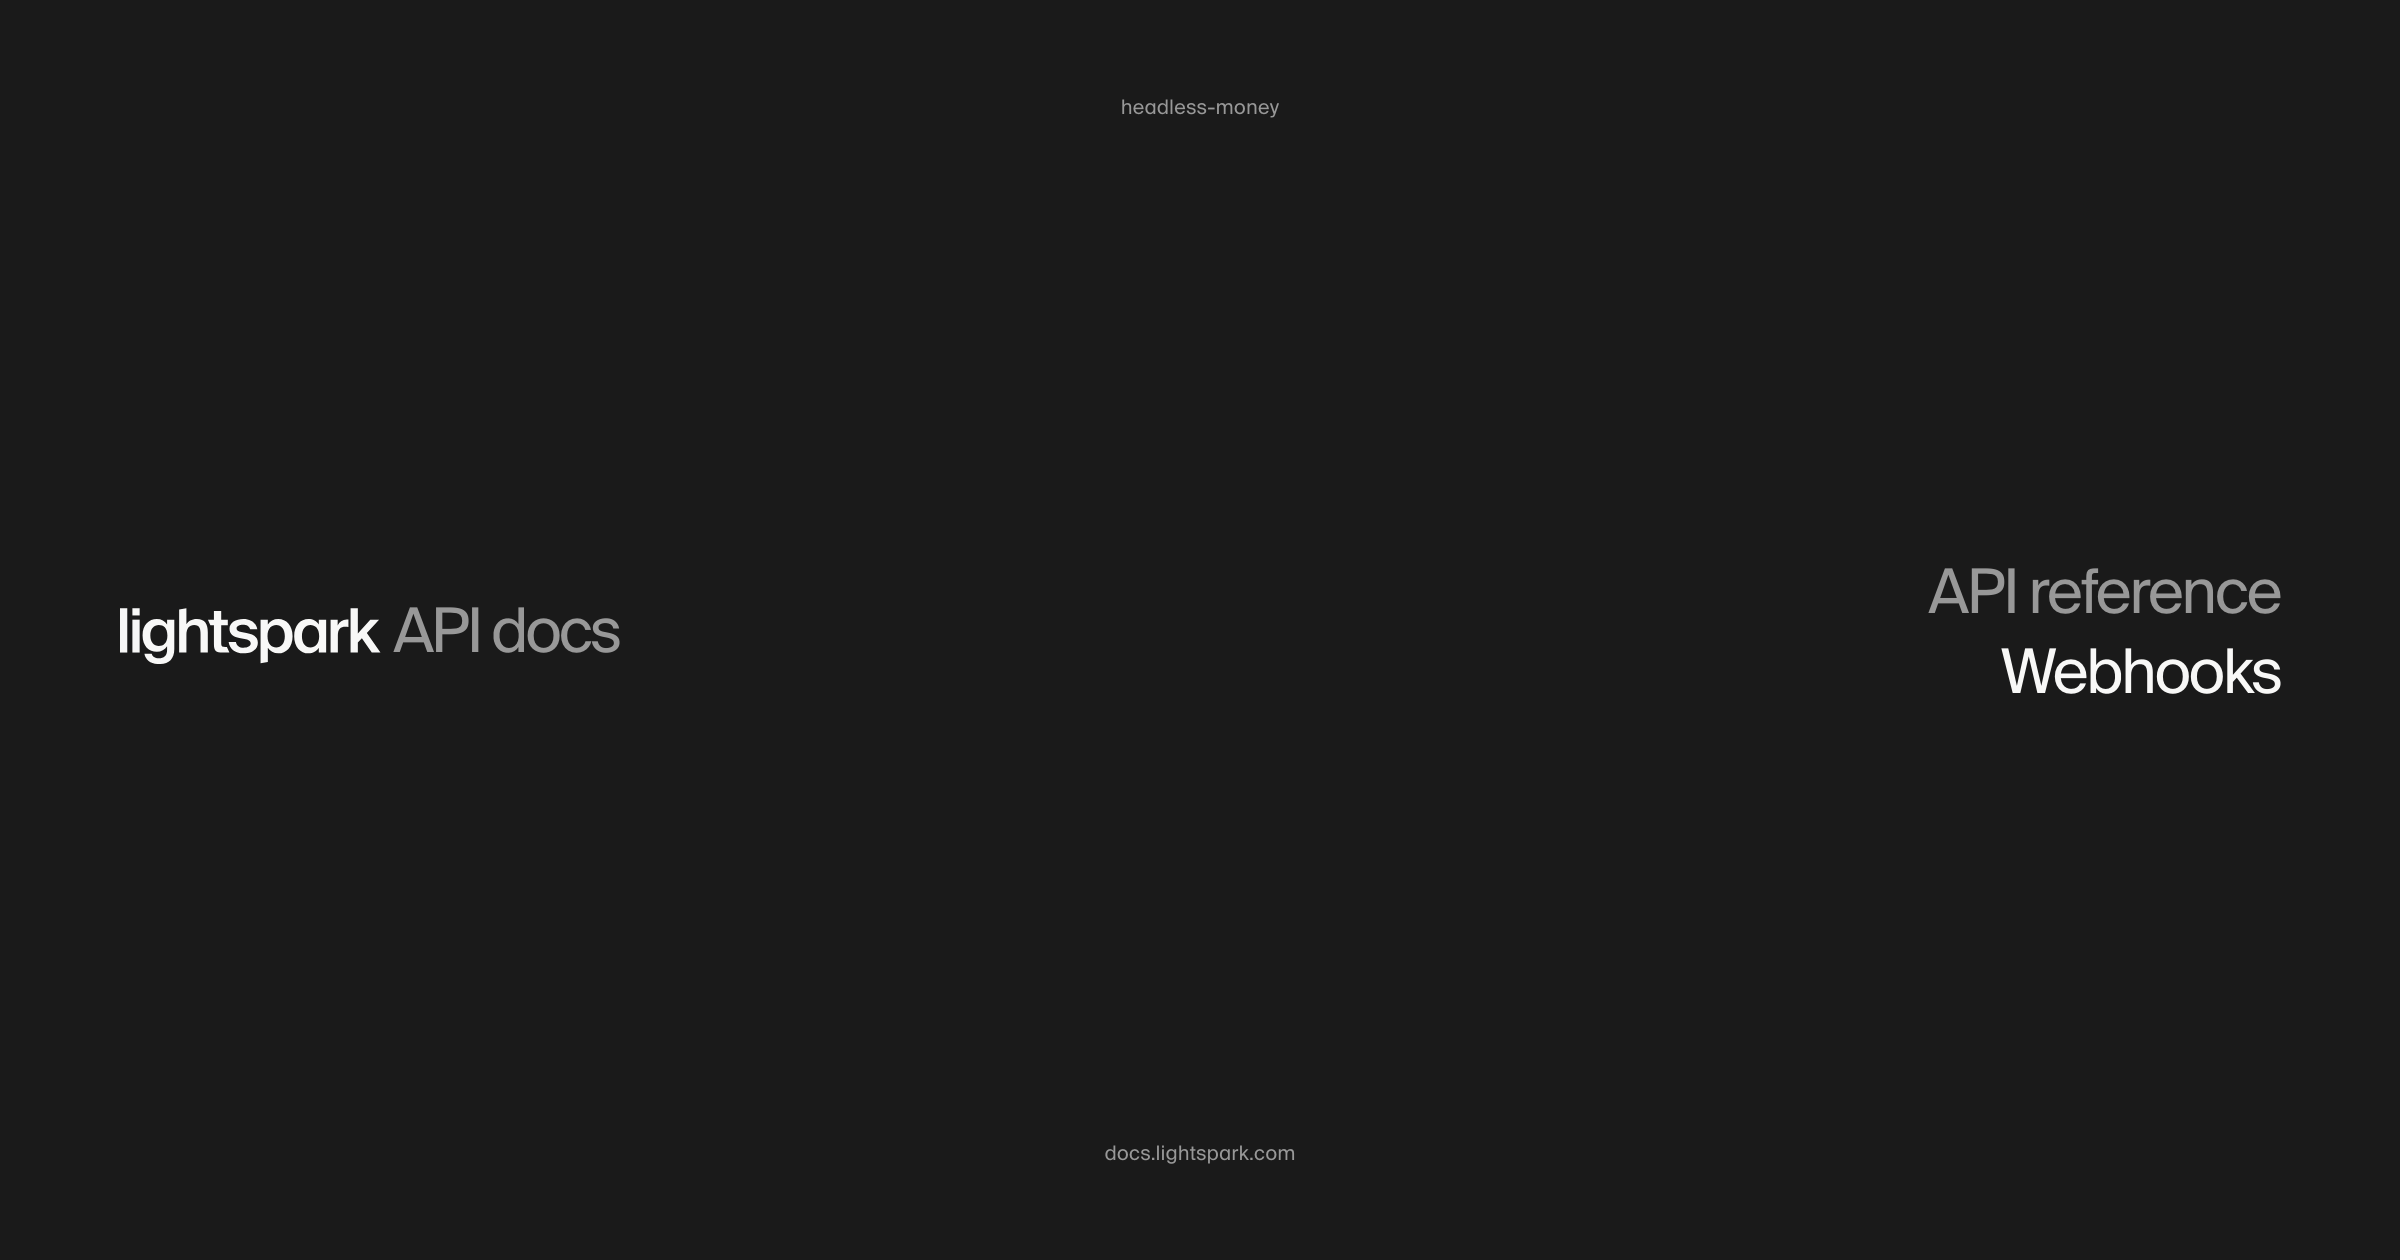 headless-money
lightspark API docs
API reference
Webhooks
docs.lightspark.com